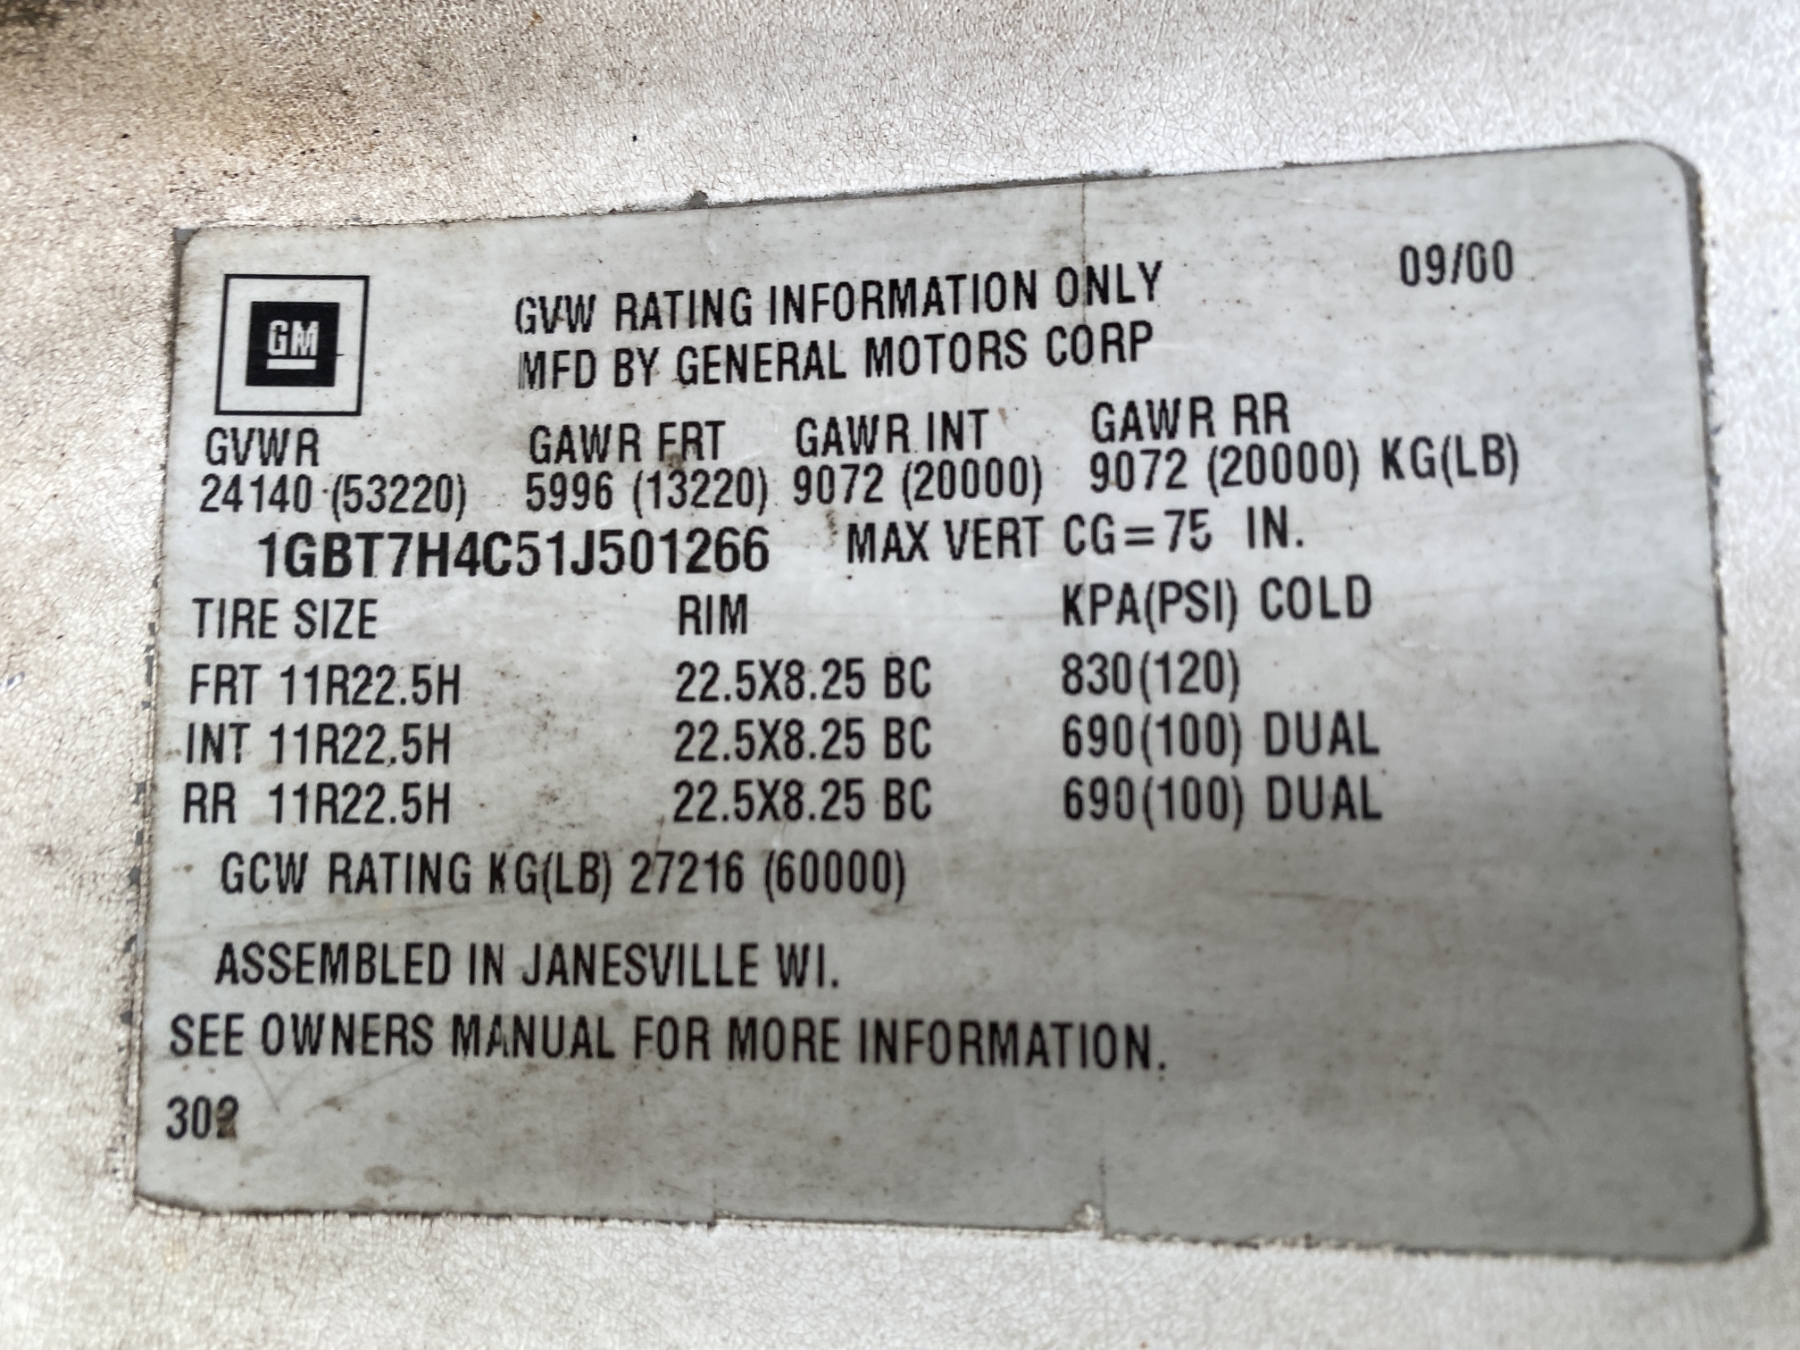 GM
GVW RATING INFORMATION ONLY 09/00
MFD BY GENERAL MOTORS CORP
GVWR GAWR FRT GAWR INT GAWR RR
24140 (53220) 5996 (13220) 9072 (20000) 9072 (20000) KG(LB)
1GBT7H4C51J501266 MAX VERT CG=75 IN.
TIRE SIZE RIM KPA(PSI) COLD
FRT 11R22.5H 22.5X8.25 BC 830(120)
INT 11R22.5H 22.5X8.25 BC 690(100) DUAL
RR 11R22.5H 22.5X8.25 BC 690(100) DUAL
GCW RATING KG(LB) 27216 (60000)
ASSEMBLED IN JANESVILLE WI.
SEE OWNERS MANUAL FOR MORE INFORMATION.
302